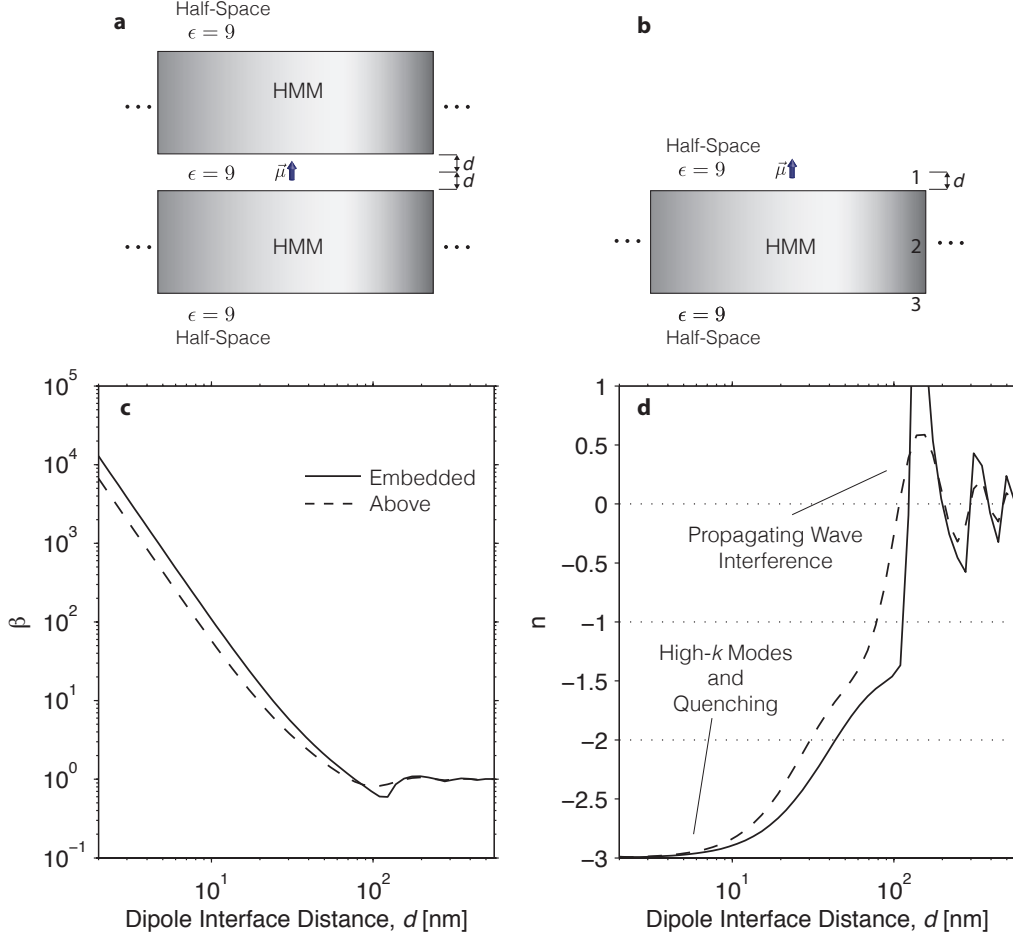 a
Half-Space
ϵ = 9
HMM
ϵ = 9
μ⃗
d
d
HMM
ϵ = 9
Half-Space
b
Half-Space
ϵ = 9
μ⃗
1
d
HMM
2
ϵ = 9
3
Half-Space
c
Embedded
Above
10^5
10^4
10^3
10^2
10^1
10^0
10^−1
β
10^1
10^2
Dipole Interface Distance, d [nm]
d
Propagating Wave
Interference
High-k Modes
and
Quenching
1
0.5
0
−0.5
−1
−1.5
−2
−2.5
−3
n
10^1
10^2
Dipole Interface Distance, d [nm]